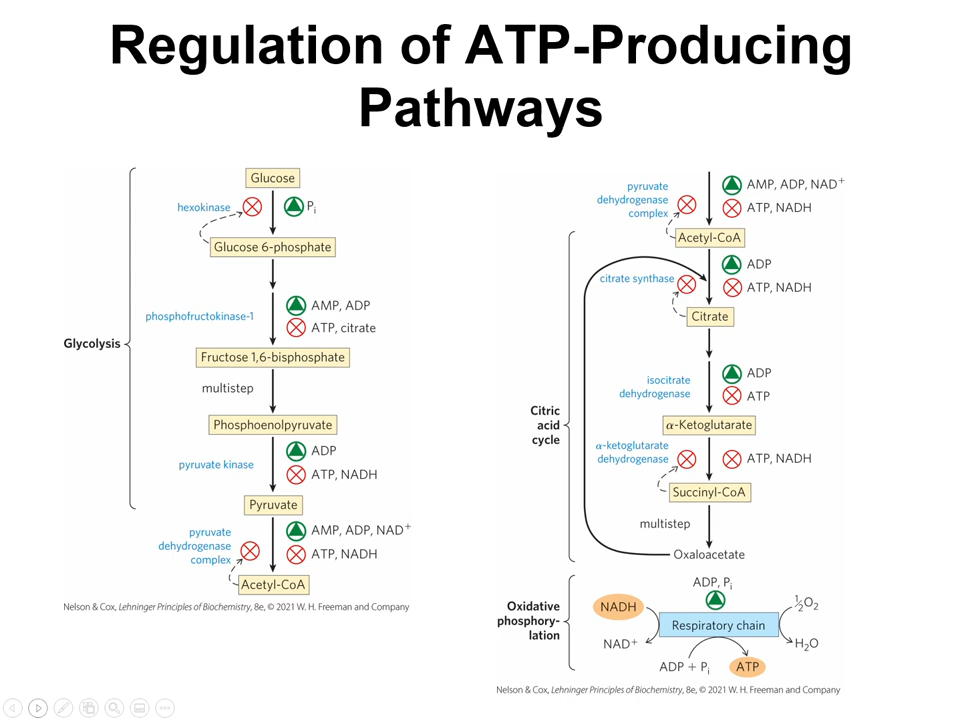 Regulation of ATP-Producing
Pathways
Glycolysis
Glucose
hexokinase
Pi
Glucose 6-phosphate
phosphofructokinase-1
AMP, ADP
ATP, citrate
Fructose 1,6-bisphosphate
multistep
Phosphoenolpyruvate
pyruvate kinase
ADP
ATP, NADH
Pyruvate
pyruvate
dehydrogenase
complex
AMP, ADP, NAD+
ATP, NADH
Acetyl-CoA
Nelson & Cox, Lehninger Principles of Biochemistry, 8e, © 2021 W. H. Freeman and Company
pyruvate
dehydrogenase
complex
AMP, ADP, NAD+
ATP, NADH
Acetyl-CoA
citrate synthase
ADP
ATP, NADH
Citrate
isocitrate
dehydrogenase
ADP
ATP
Citric
acid
cycle
α-Ketoglutarate
α-ketoglutarate
dehydrogenase
ATP, NADH
Succinyl-CoA
multistep
Oxaloacetate
Oxidative
phosphory-
lation
ADP, Pi
NADH
½O2
Respiratory chain
NAD+
H2O
ADP + Pi
ATP
Nelson & Cox, Lehninger Principles of Biochemistry, 8e, © 2021 W. H. Freeman and Company